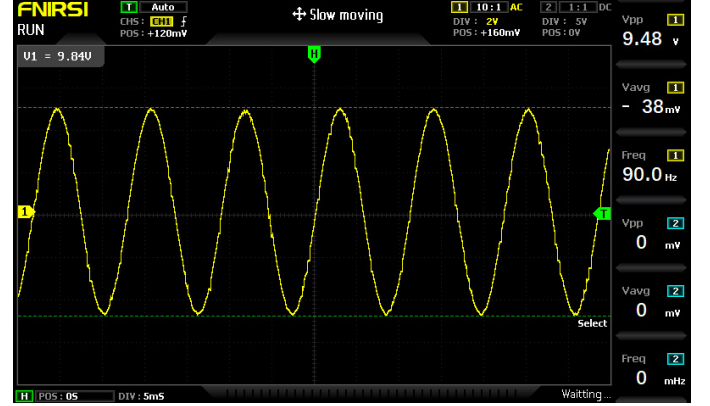 FNIRSI
RUN
T Auto
CHS: CH1
POS: +120mV
Slow moving
1 10:1 AC
DIV: 2V
POS: +160mV
2 1:1 DC
DIV: 5V
POS: 0V
V1 = 9.84V
H
1
T
Select
Vpp 1
9.48 V
Vavg 1
- 38 mV
Freq 1
90.0 Hz
Vpp 2
0 mV
Vavg 2
0 mV
Freq 2
0 mHz
H POS: 0S DIV: 5mS
Waitting...